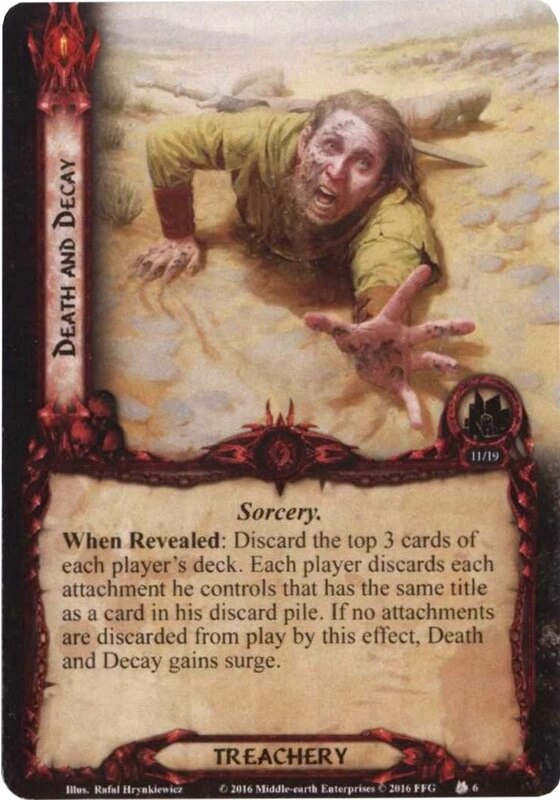 DEATH AND DECAY
11/19
Sorcery.
When Revealed: Discard the top 3 cards of
each player's deck. Each player discards each
attachment he controls that has the same title
as a card in his discard pile. If no attachments
are discarded from play by this effect, Death
and Decay gains surge.
TREACHERY
Illus. Rafał Hrynkiewicz
© 2016 Middle-earth Enterprises © 2016 FFG
6